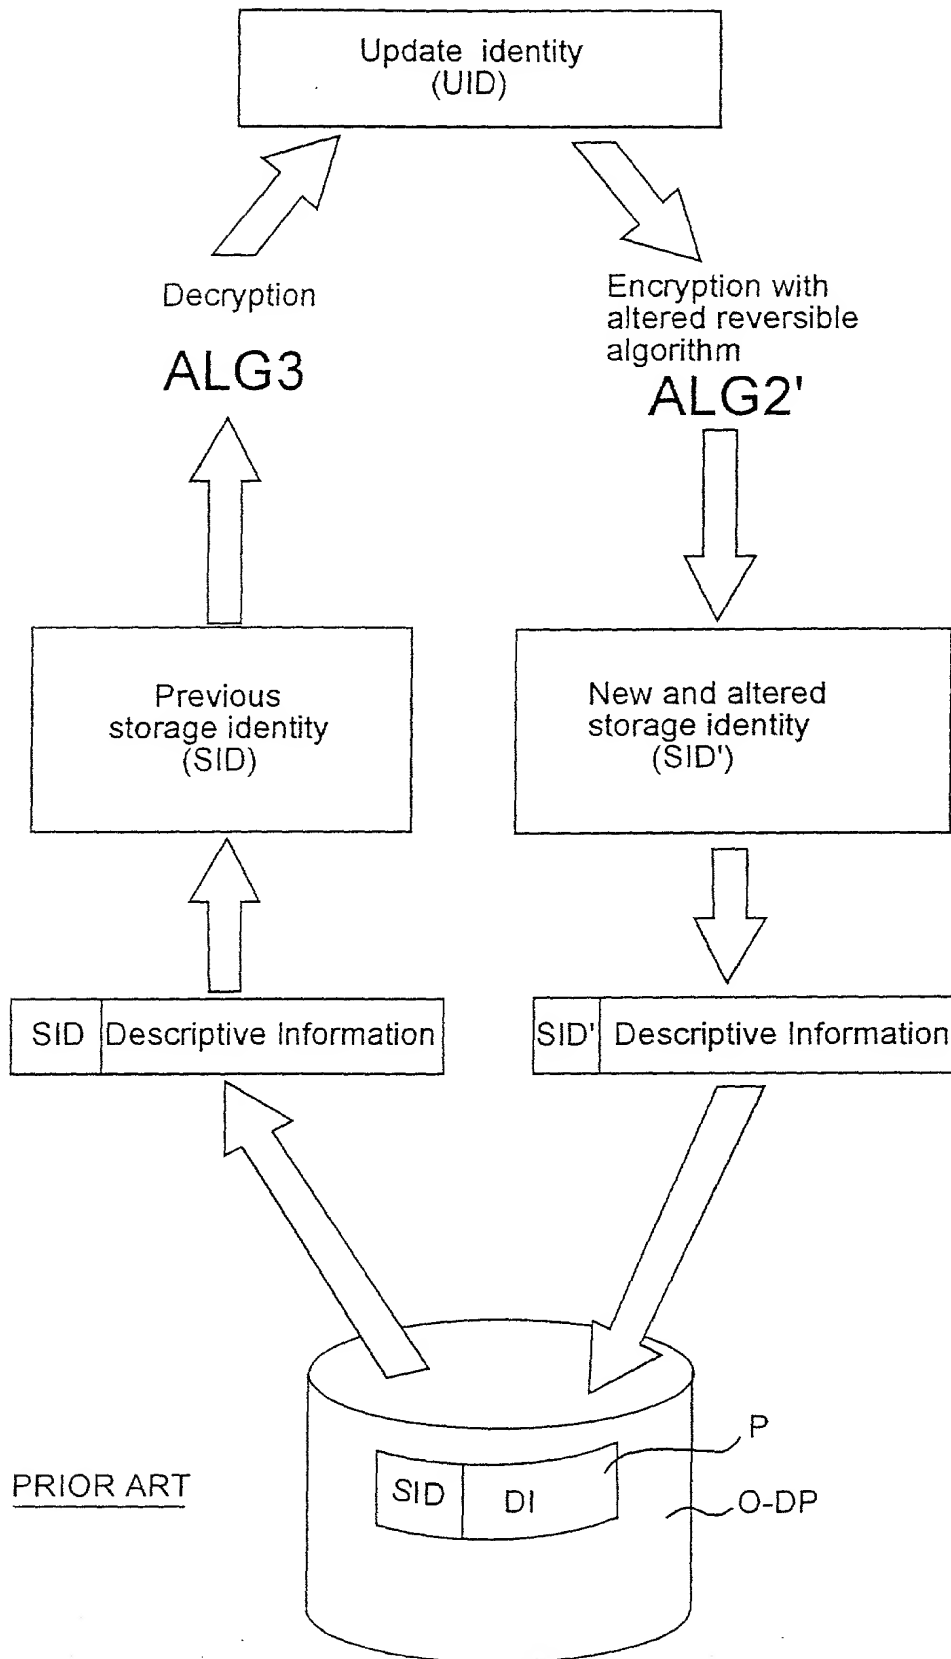 Update identity
(UID)
Decryption
ALG3
Encryption with
altered reversible
algorithm
ALG2'
Previous
storage identity
(SID)
New and altered
storage identity
(SID')
SID Descriptive Information
SID' Descriptive Information
P
SID DI
O-DP
PRIOR ART